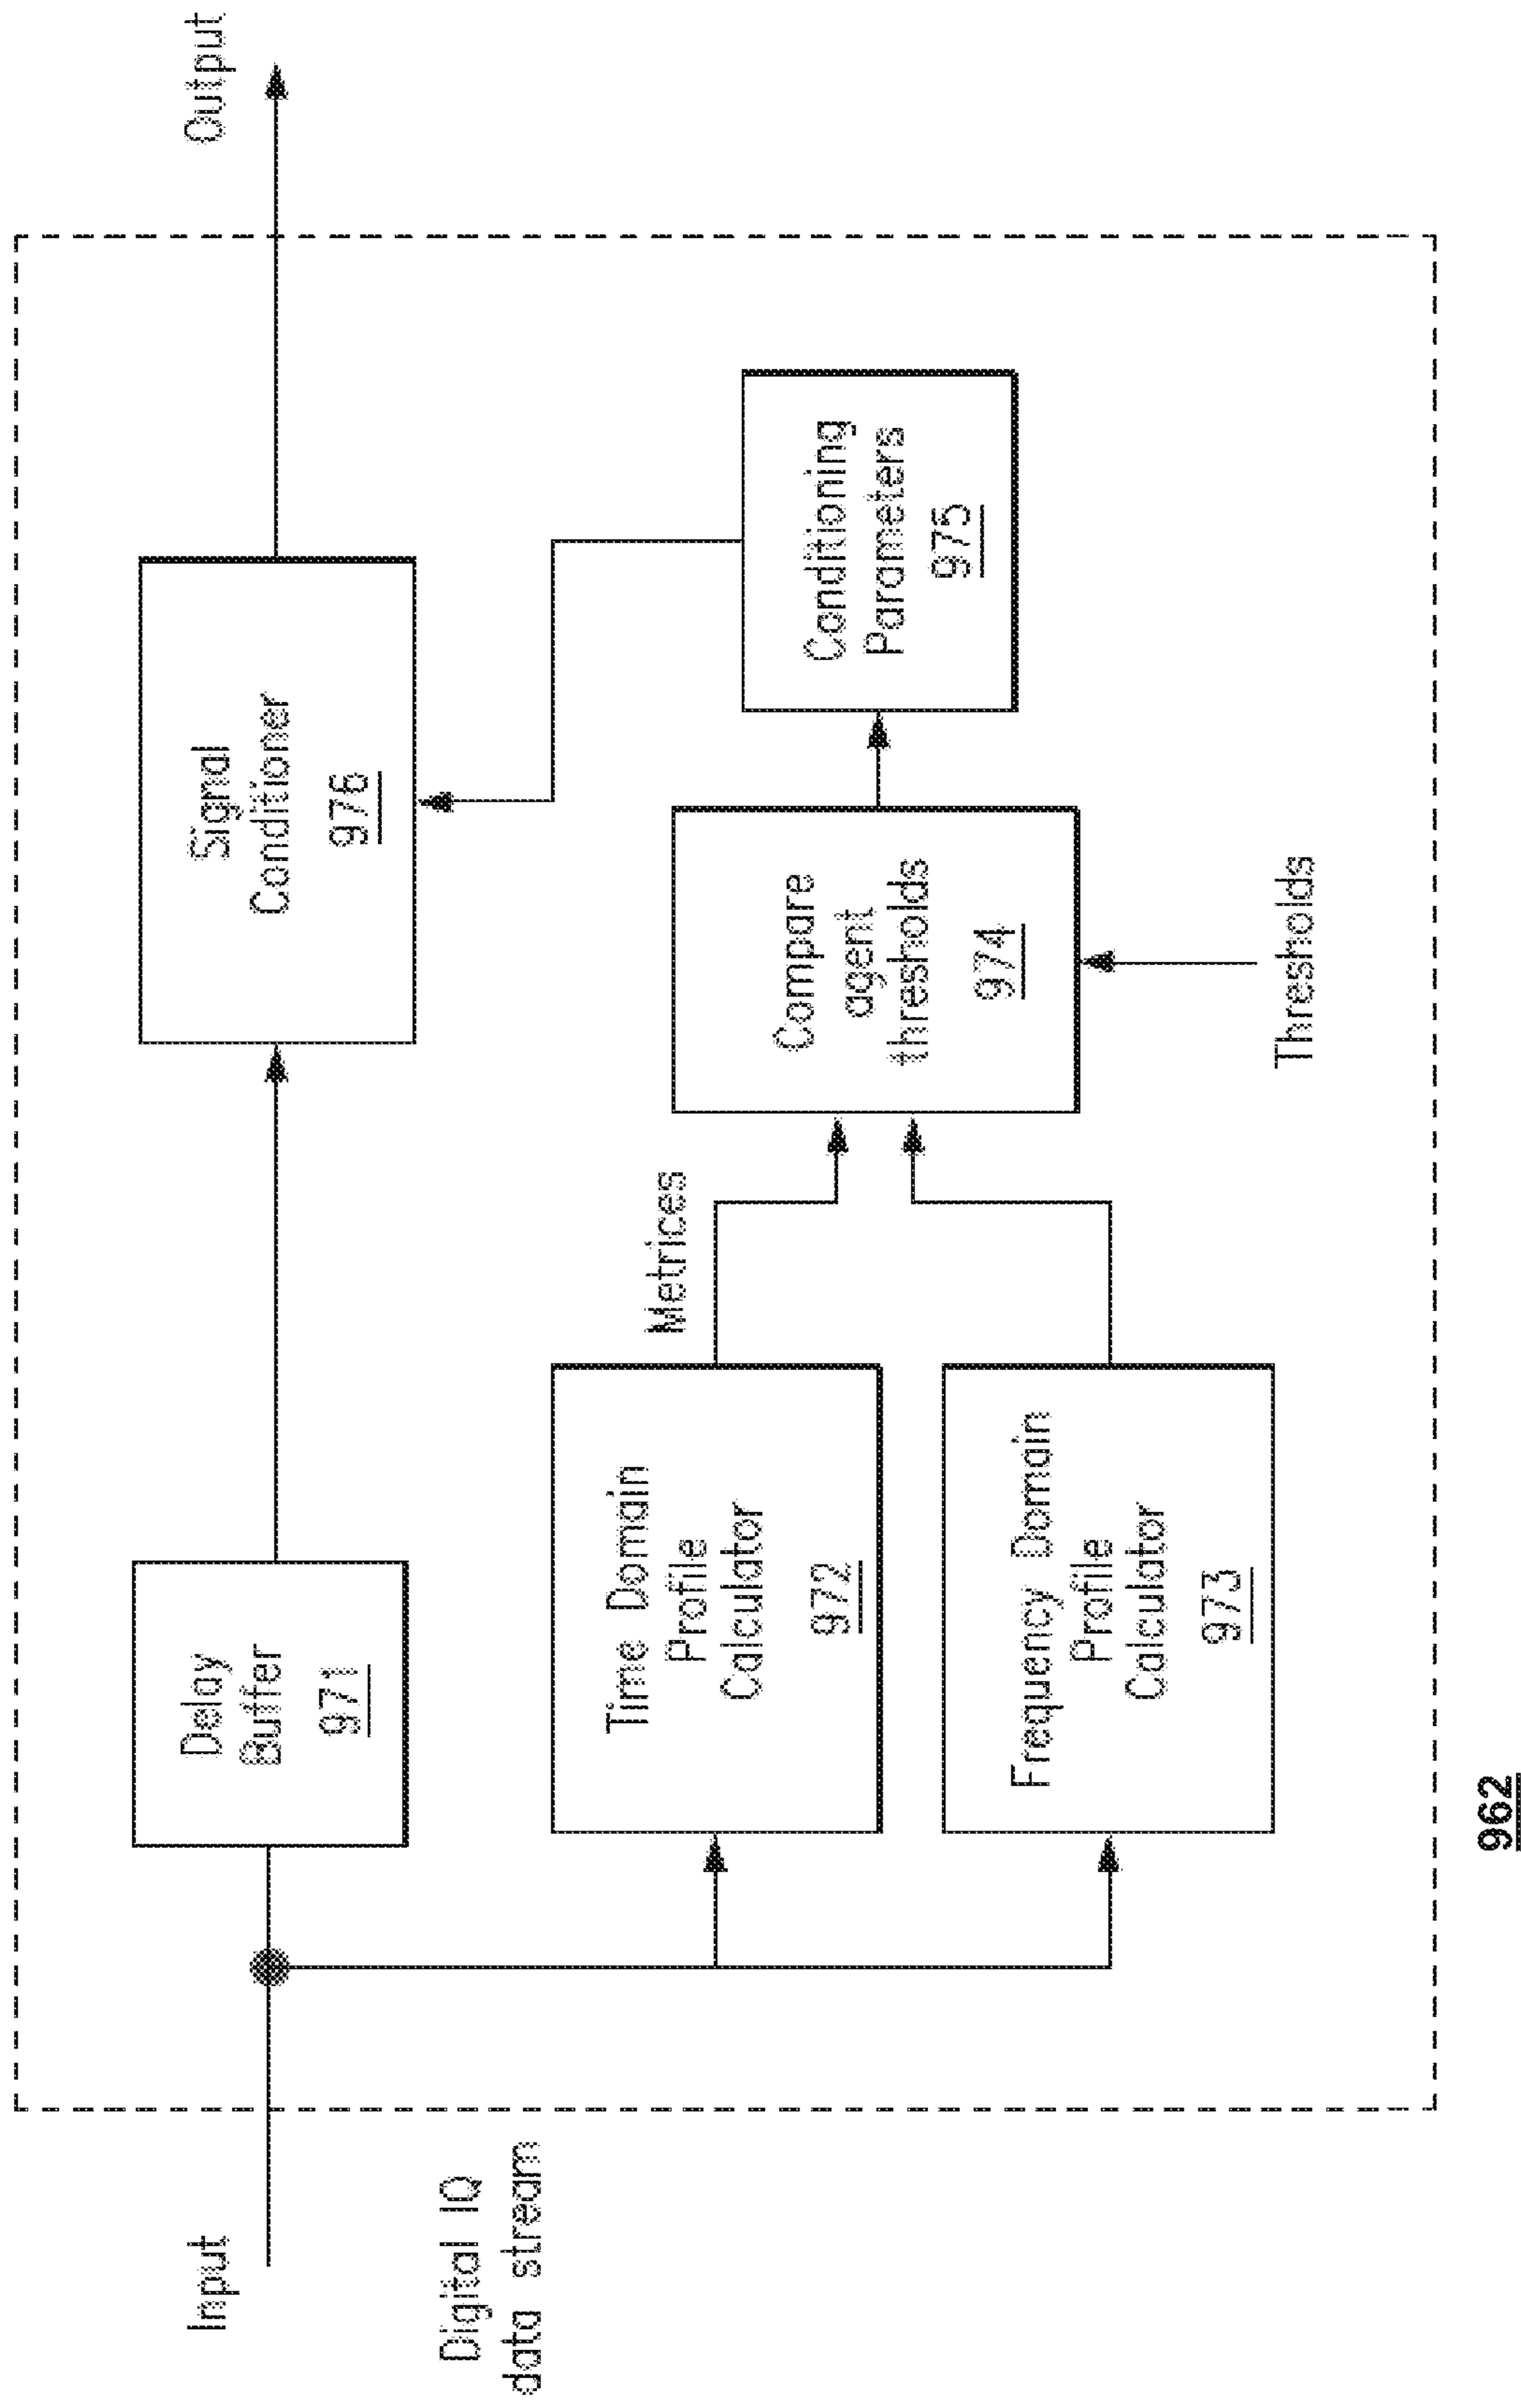 Input
Digital IQ
data stream
Delay
Buffer
971
Signal
Conditioner
976
Output
Time Domain
Profile
Calculator
972
Metrices
Frequency Domain
Profile
Calculator
973
Compare
agent
thresholds
974
Thresholds
Conditioning
Parameters
975
962